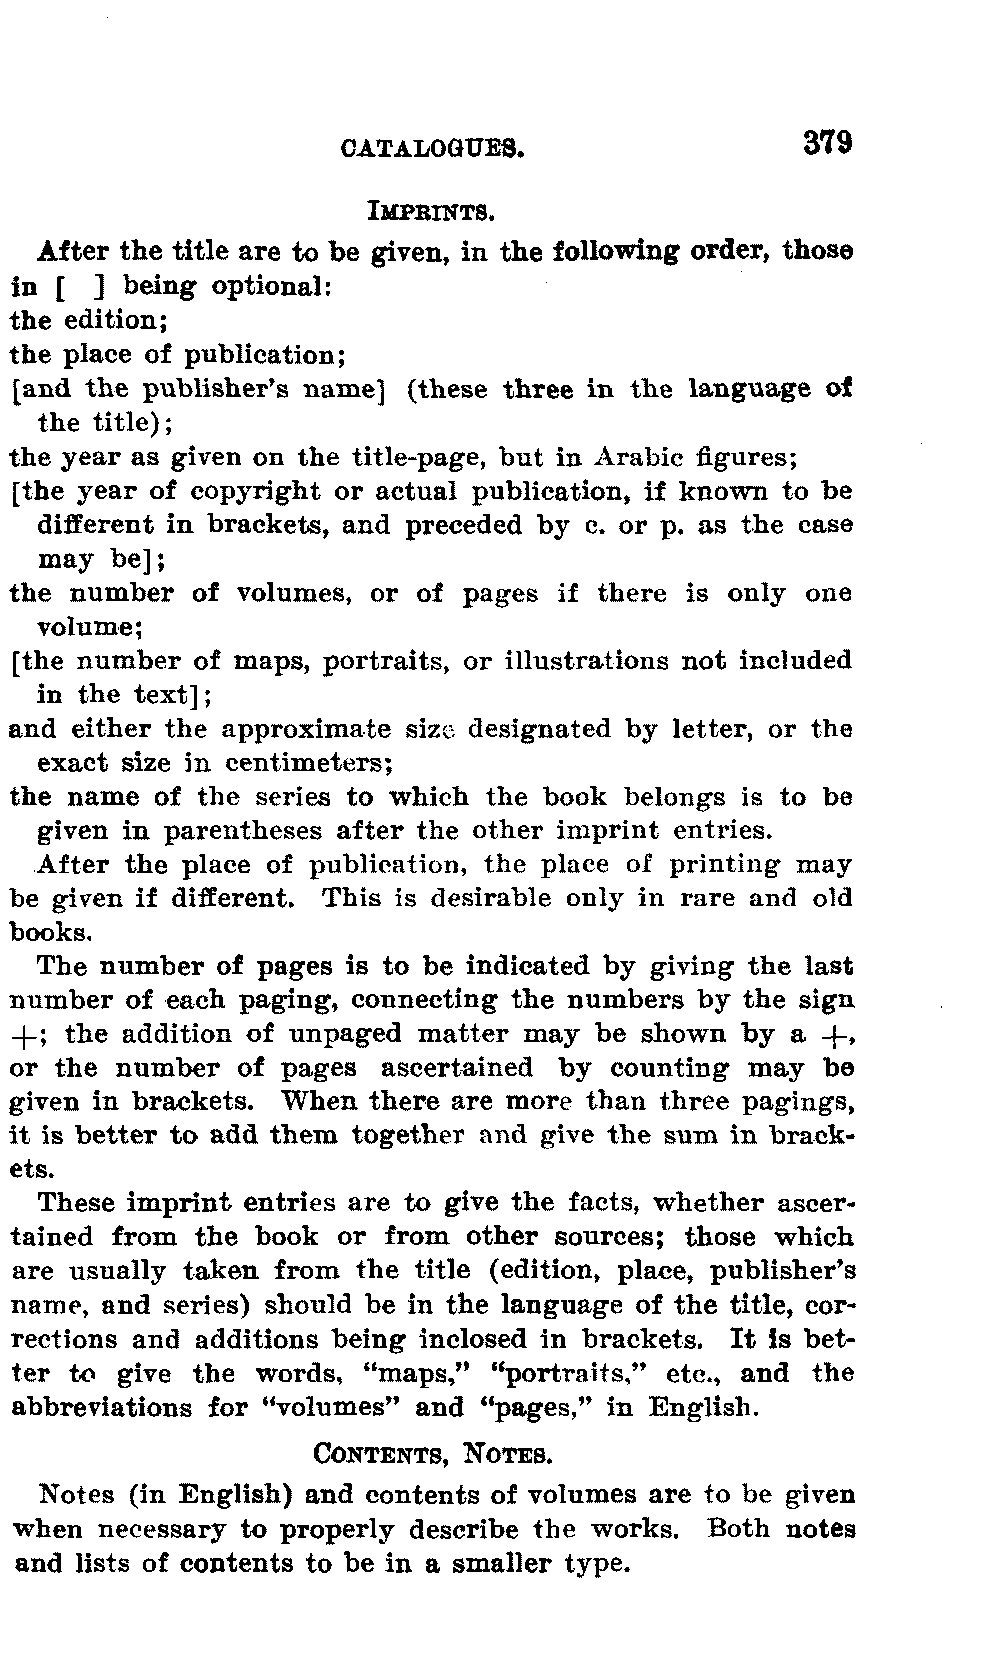 CATALOGUES. 379
IMPRINTS.
After the title are to be given, in the following order, those
in [ ] being optional:
the edition;
the place of publication;
[and the publisher's name] (these three in the language of
the title);
the year as given on the title-page, but in Arabic figures;
[the year of copyright or actual publication, if known to be
different in brackets, and preceded by c. or p. as the case
may be];
the number of volumes, or of pages if there is only one
volume;
[the number of maps, portraits, or illustrations not included
in the text];
and either the approximate size designated by letter, or the
exact size in centimeters;
the name of the series to which the book belongs is to be
given in parentheses after the other imprint entries.
After the place of publication, the place of printing may
be given if different. This is desirable only in rare and old
books.
The number of pages is to be indicated by giving the last
number of each paging, connecting the numbers by the sign
+; the addition of unpaged matter may be shown by a +,
or the number of pages ascertained by counting may be
given in brackets. When there are more than three pagings,
it is better to add them together and give the sum in brack-
ets.
These imprint entries are to give the facts, whether ascer-
tained from the book or from other sources; those which
are usually taken from the title (edition, place, publisher's
name, and series) should be in the language of the title, cor-
rections and additions being inclosed in brackets. It is bet-
ter to give the words, "maps," "portraits," etc., and the
abbreviations for "volumes" and "pages," in English.
CONTENTS, NOTES.
Notes (in English) and contents of volumes are to be given
when necessary to properly describe the works. Both notes
and lists of contents to be in a smaller type.